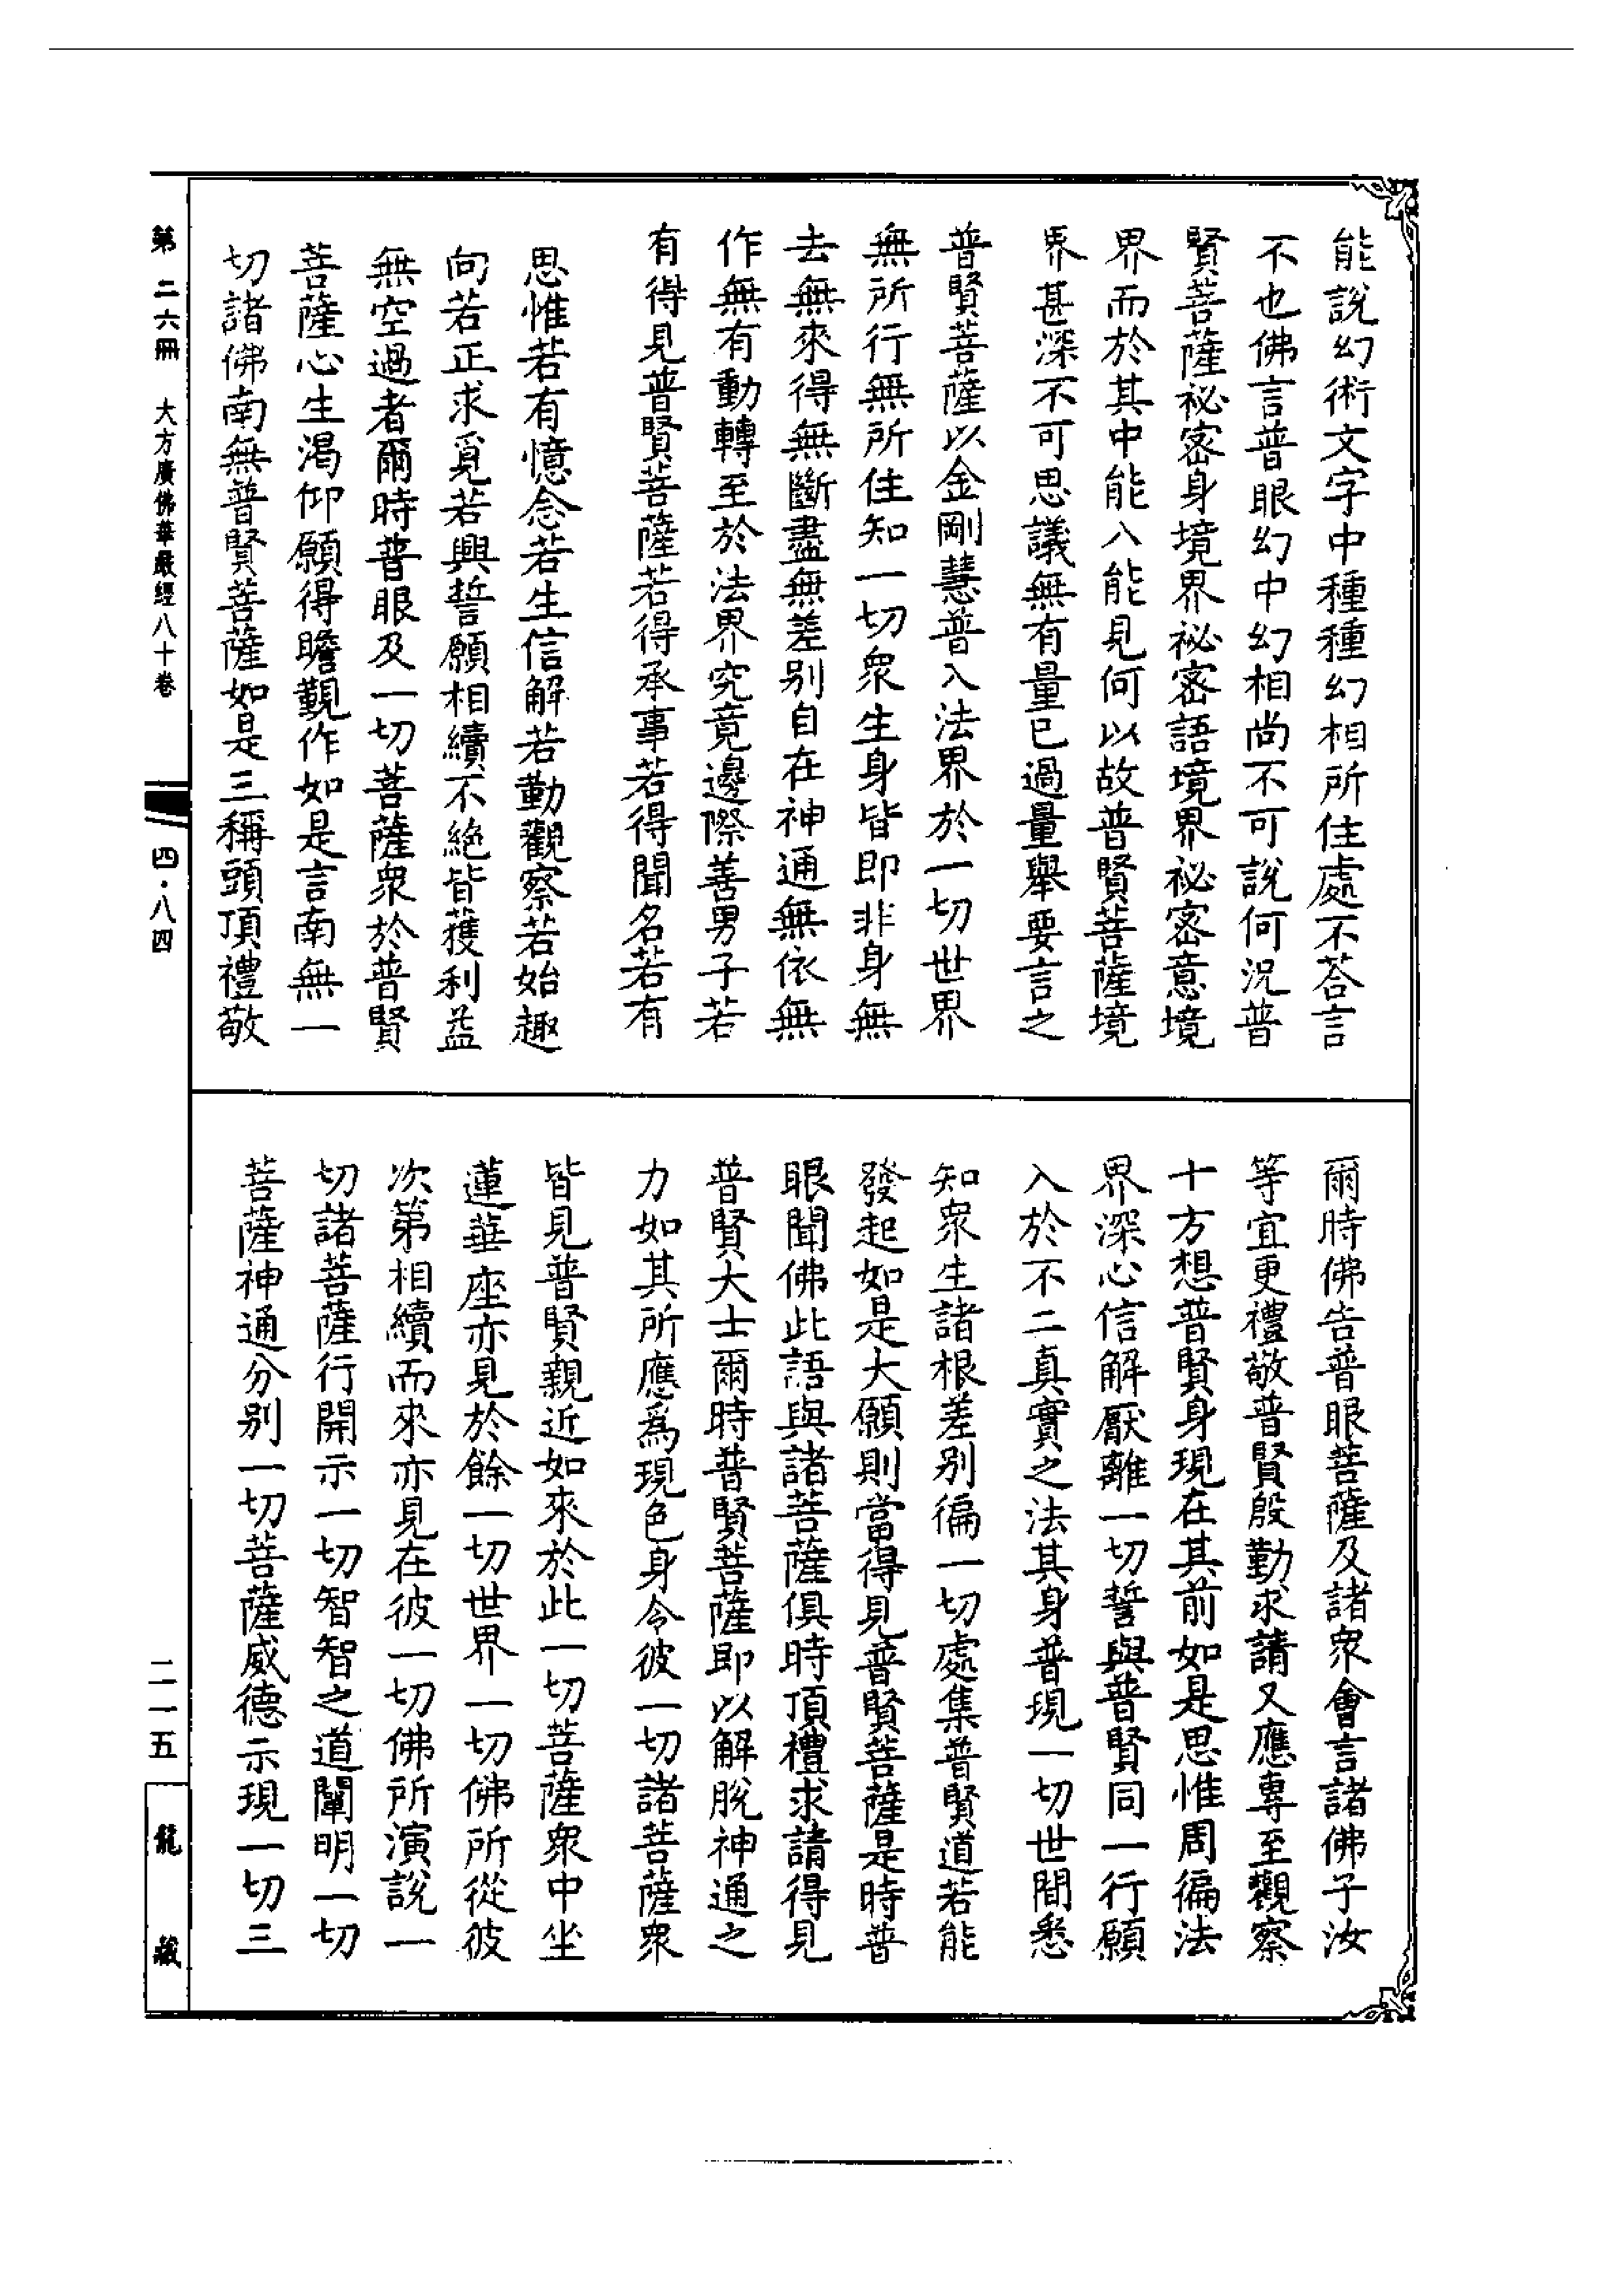 能說幻術文字中種種幻相所住處不荅言
不也佛言普眼幻中幻相尚不可說何況普
賢菩薩祕密身境界祕密語境界祕密意境
界而於其中能入能見何以故普賢菩薩境
界甚深不可思議無有量已過量舉要言之
普賢菩薩以金剛慧普入法界於一切世界
無所行無所住知一切眾生身皆即非身無
去無來得無斷盡無差別自在神通無依無
作無有動轉至於法界究竟邊際善男子若
有得見普賢菩薩若得承事若得聞名若有
思惟若有憶念若生信解若勤觀察若始趣
向若正求覓若興誓願相續不絕皆獲利益
無空過者爾時普眼及一切菩薩眾於普賢
菩薩心生渴仰願得瞻覲作如是言南無一
切諸佛南無普賢菩薩如是三稱頭頂禮敬
爾時佛告普眼菩薩及諸眾會言諸佛子汝
等宜更禮敬普賢殷勤求請又應專至觀察
十方想普賢身現在其前如是思惟周徧法
界深心信解厭離一切誓與普賢同一行願
入於不二真實之法其身普現一切世間悉
知眾生諸根差別徧一切處集普賢道若能
發起如是大願則當得見普賢菩薩是時普
眼聞佛此語與諸菩薩俱時頂禮求請得見
普賢大士爾時普賢菩薩即以解脫神通之
力如其所應為現色身令彼一切諸菩薩眾
皆見普賢親近如來於此一切菩薩眾中坐
蓮華座亦見於餘一切世界一切佛所從彼
次第相續而來亦見在彼一切佛所演說一
切諸菩薩行開示一切智智之道闡明一切
菩薩神通分別一切菩薩威德示現一切三
第二六冊 大方廣佛華嚴經八十卷 四·八四
二一五
龍藏